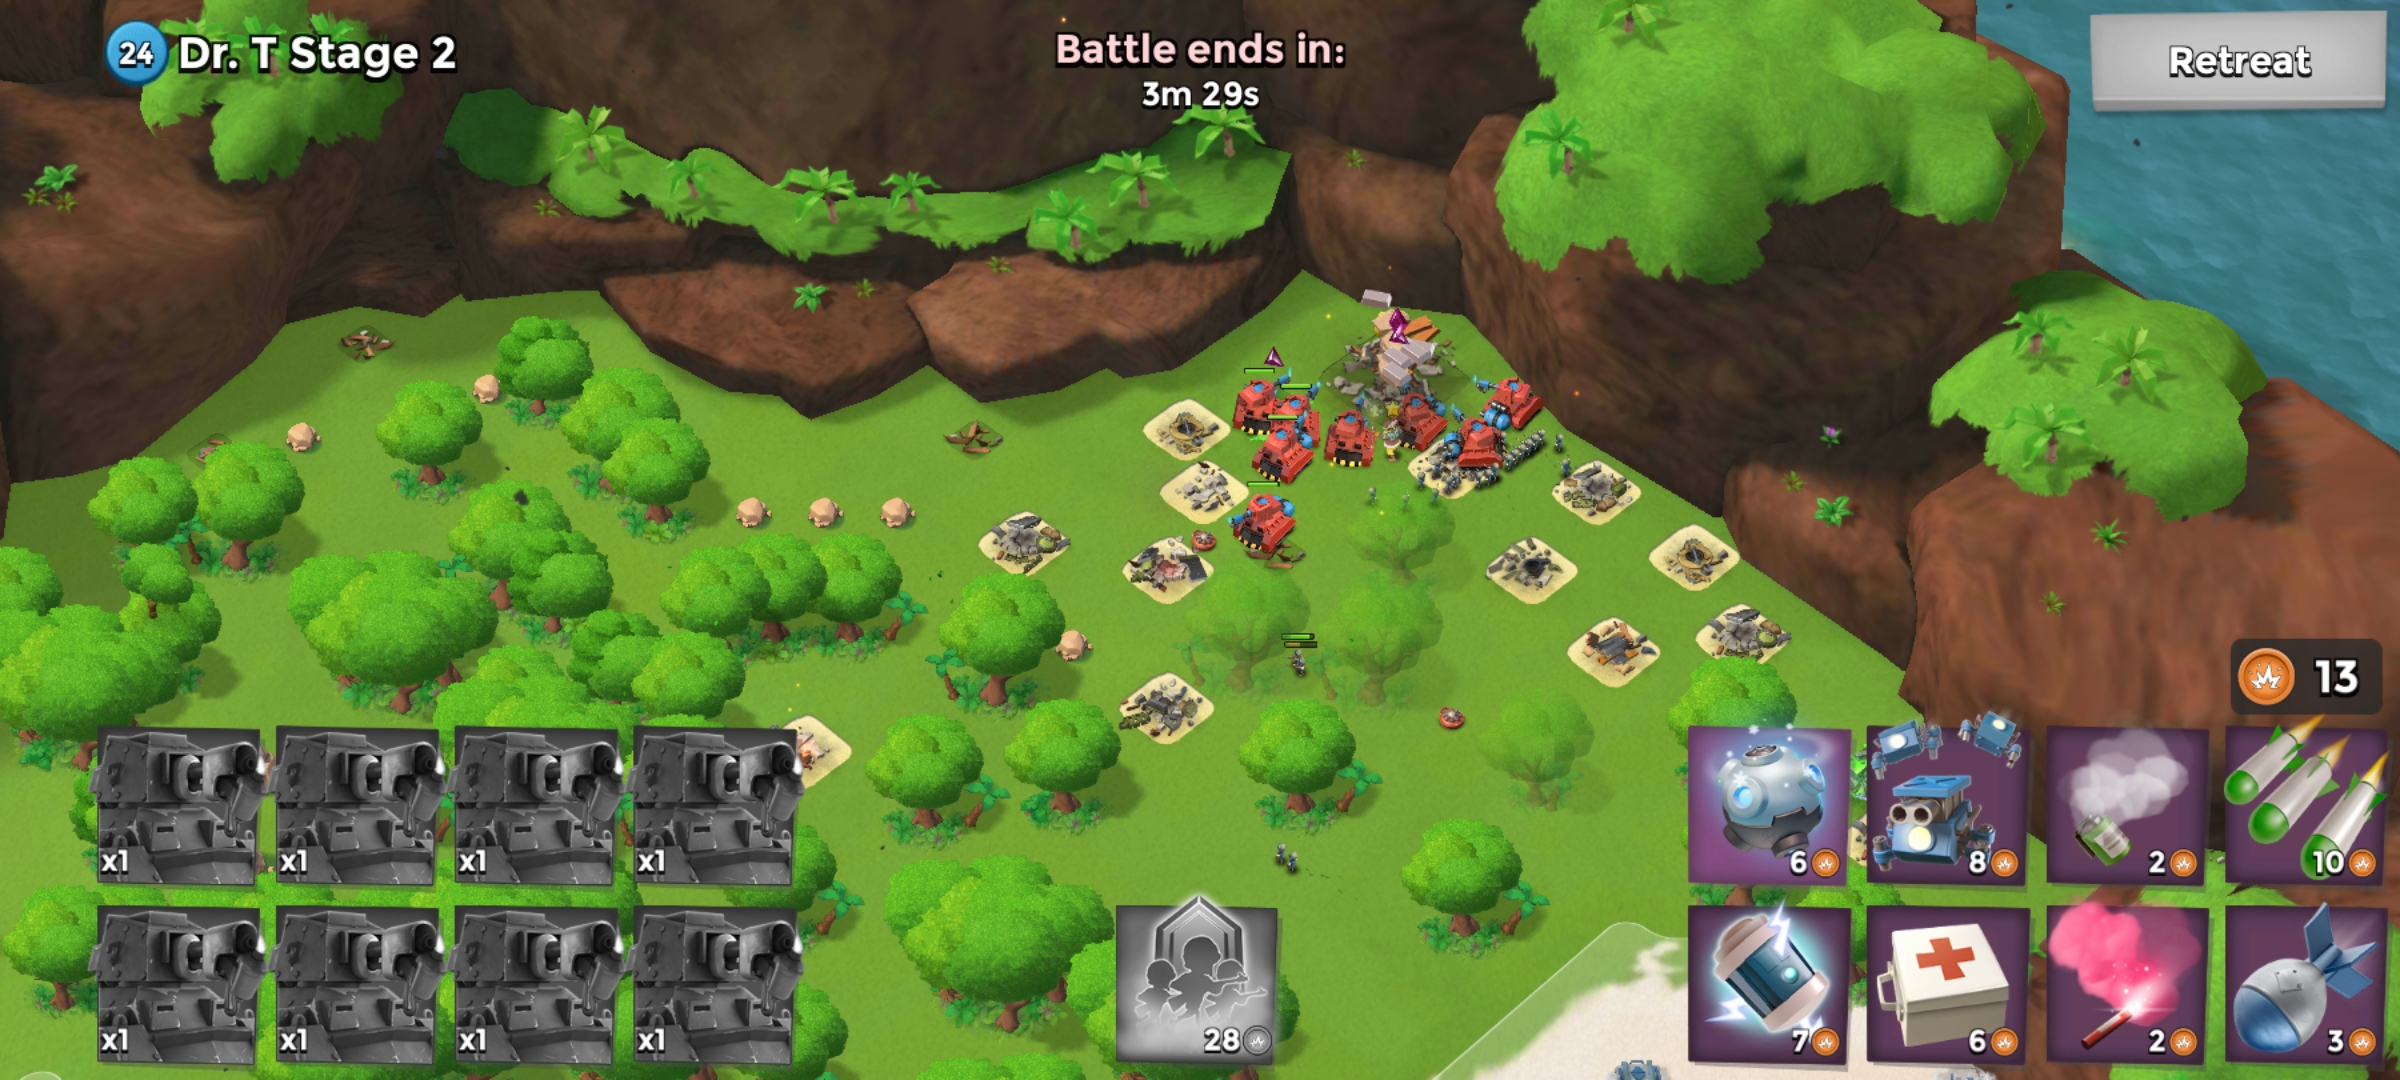 24 Dr. T Stage 2
Battle ends in:
3m 29s
Retreat
13
x1 x1 x1 x1
6 8 2 10
x1 x1 x1 x1
28
7 6 2 3